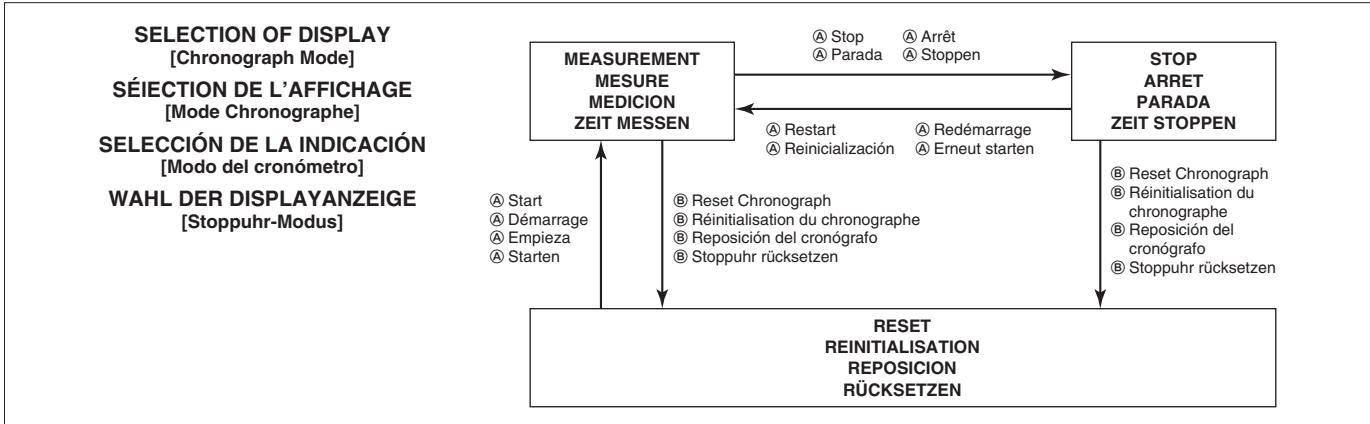 SELECTION OF DISPLAY
[Chronograph Mode]
SÉIECTION DE L'AFFICHAGE
[Mode Chronographe]
SELECCIÓN DE LA INDICACIÓN
[Modo del cronómetro]
WAHL DER DISPLAYANZEIGE
[Stoppuhr-Modus]
MEASUREMENT
MESURE
MEDICION
ZEIT MESSEN
Ⓐ Stop Ⓐ Arrêt
Ⓐ Parada Ⓐ Stoppen
STOP
ARRET
PARADA
ZEIT STOPPEN
Ⓐ Restart Ⓐ Redémarrage
Ⓐ Reinicialización Ⓐ Erneut starten
Ⓐ Start
Ⓐ Démarrage
Ⓐ Empieza
Ⓐ Starten
Ⓑ Reset Chronograph
Ⓑ Réinitialisation du chronographe
Ⓑ Reposición del cronógrafo
Ⓑ Stoppuhr rücksetzen
Ⓑ Reset Chronograph
Ⓑ Réinitialisation du
chronographe
Ⓑ Reposición del
cronógrafo
Ⓑ Stoppuhr rücksetzen
RESET
REINITIALISATION
REPOSICION
RÜCKSETZEN